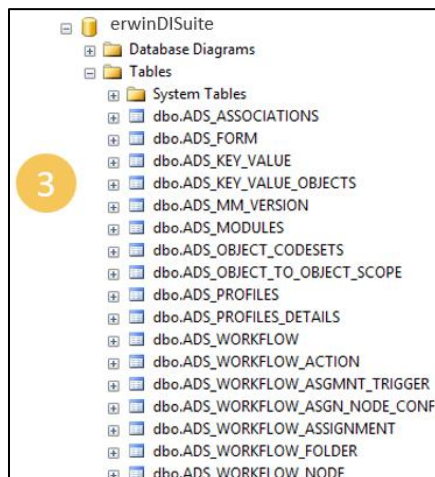 erwinDISuite
Database Diagrams
Tables
System Tables
dbo.ADS_ASSOCIATIONS
dbo.ADS_FORM
dbo.ADS_KEY_VALUE
3
dbo.ADS_KEY_VALUE_OBJECTS
dbo.ADS_MM_VERSION
dbo.ADS_MODULES
dbo.ADS_OBJECT_CODESETS
dbo.ADS_OBJECT_TO_OBJECT_SCOPE
dbo.ADS_PROFILES
dbo.ADS_PROFILES_DETAILS
dbo.ADS_WORKFLOW
dbo.ADS_WORKFLOW_ACTION
dbo.ADS_WORKFLOW_ASGMNT_TRIGGER
dbo.ADS_WORKFLOW_ASGN_NODE_CONF
dbo.ADS_WORKFLOW_ASSIGNMENT
dbo.ADS_WORKFLOW_FOLDER
dbo.ADS_WORKFLOW_NODE